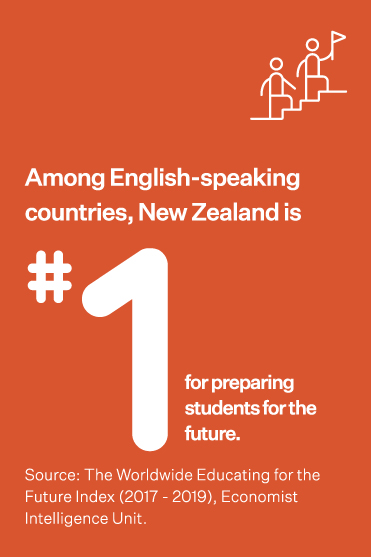 Among English-speaking
countries, New Zealand is
#1
for preparing
students for the
future.
Source: The Worldwide Educating for the
Future Index (2017 - 2019), Economist
Intelligence Unit.